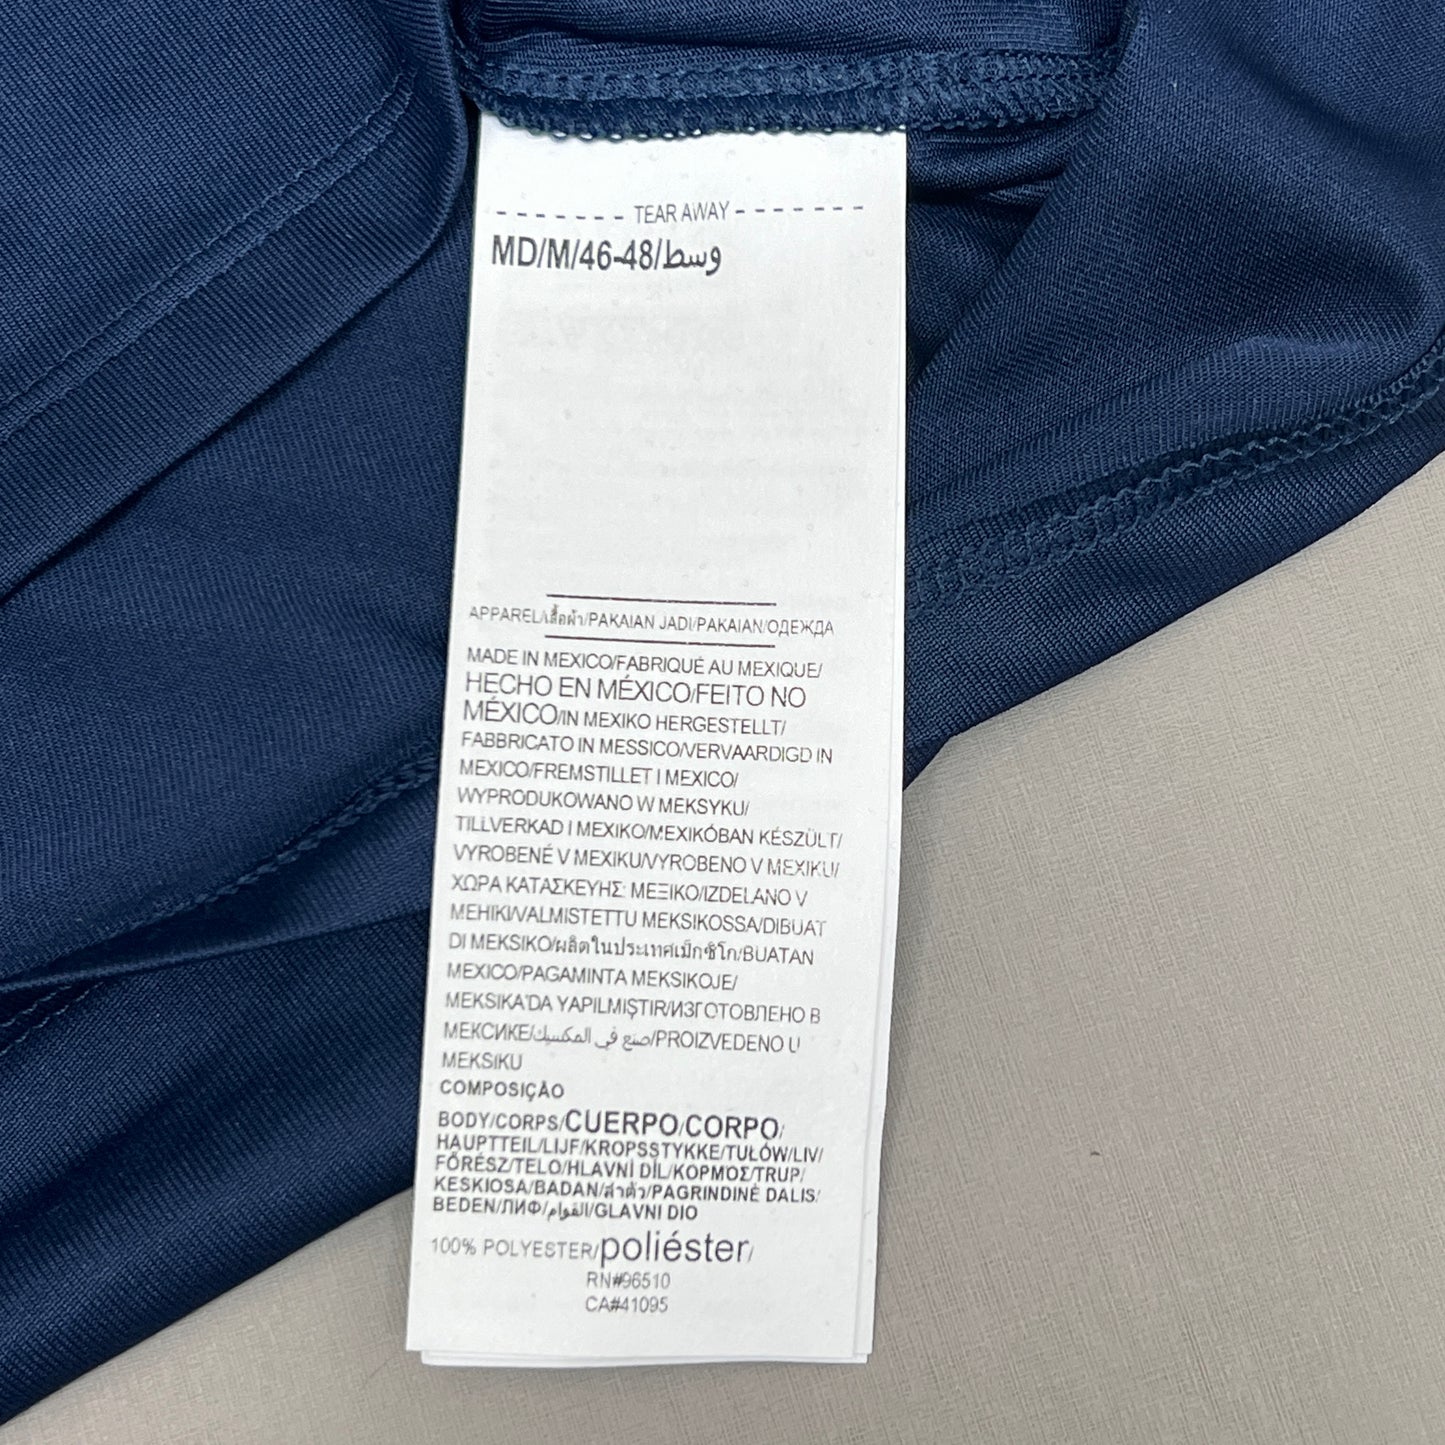 - - - - - - - TEAR AWAY - - - - - - -
MD/M/46-48/وسط
APPAREL/เสื้อผ้า/PAKAIAN JADI/PAKAIAN/ОДЕЖДА
MADE IN MEXICO/FABRIQUÉ AU MEXIQUE/
HECHO EN MÉXICO/FEITO NO
MÉXICO/IN MEXIKO HERGESTELLT/
FABBRICATO IN MESSICO/VERVAARDIGD IN
MEXICO/FREMSTILLET I MEXICO/
WYPRODUKOWANO W MEKSYKU/
TILLVERKAD I MEXIKO/MEXIKÓBAN KÉSZÜLT/
VYROBENÉ V MEXIKU/VYROBENO V MEXIKU/
ΧΩΡΑ ΚΑΤΑΣΚΕΥΗΣ: ΜΕΞΙΚΟ/IZDELANO V
MEHIKI/VALMISTETTU MEKSIKOSSA/DIBUAT
DI MEKSIKO/ผลิตในประเทศเม็กซิโก/BUATAN
MEXICO/PAGAMINTA MEKSIKOJE/
MEKSIKA'DA YAPILMIŞTIR/ИЗГОТОВЛЕНО В
МЕКСИКЕ/صنع في المكسيك/PROIZVEDENO U
MEKSIKU
COMPOSIÇÃO
BODY/CORPS/CUERPO/CORPO/
HAUPTTEIL/LIJF/KROPSSTYKKE/TUŁÓW/LIV/
FŐRÉSZ/TELO/HLAVNÍ DÍL/ΚΟΡΜΟΣ/TRUP/
KESKIOSA/BADAN/ลำตัว/PAGRINDINĖ DALIS/
BEDEN/ЛИФ/القوام/GLAVNI DIO
100% POLYESTER/poliéster/
RN#96510
CA#41095